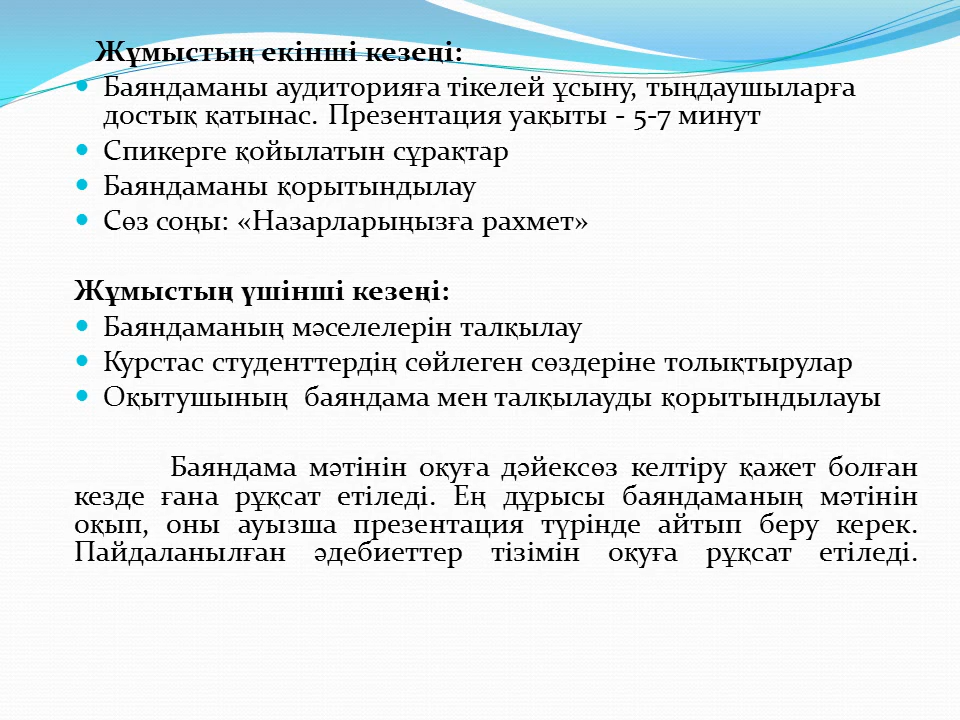 Жұмыстың екінші кезеңі:
Баяндаманы аудиторияға тікелей ұсыну, тыңдаушыларға
достық қатынас. Презентация уақыты - 5-7 минут
Спикерге қойылатын сұрақтар
Баяндаманы қорытындылау
Сөз соңы: «Назарларыңызға рахмет»
Жұмыстың үшінші кезеңі:
Баяндаманың мәселелерін талқылау
Курстас студенттердің сөйлеген сөздеріне толықтырулар
Оқытушының баяндама мен талқылауды қорытындылауы
Баяндама мәтінін оқуға дәйексөз келтіру қажет болған
кезде ғана рұқсат етіледі. Ең дұрысы баяндаманың мәтінін
оқып, оны ауызша презентация түрінде айтып беру керек.
Пайдаланылған әдебиеттер тізімін оқуға рұқсат етіледі.